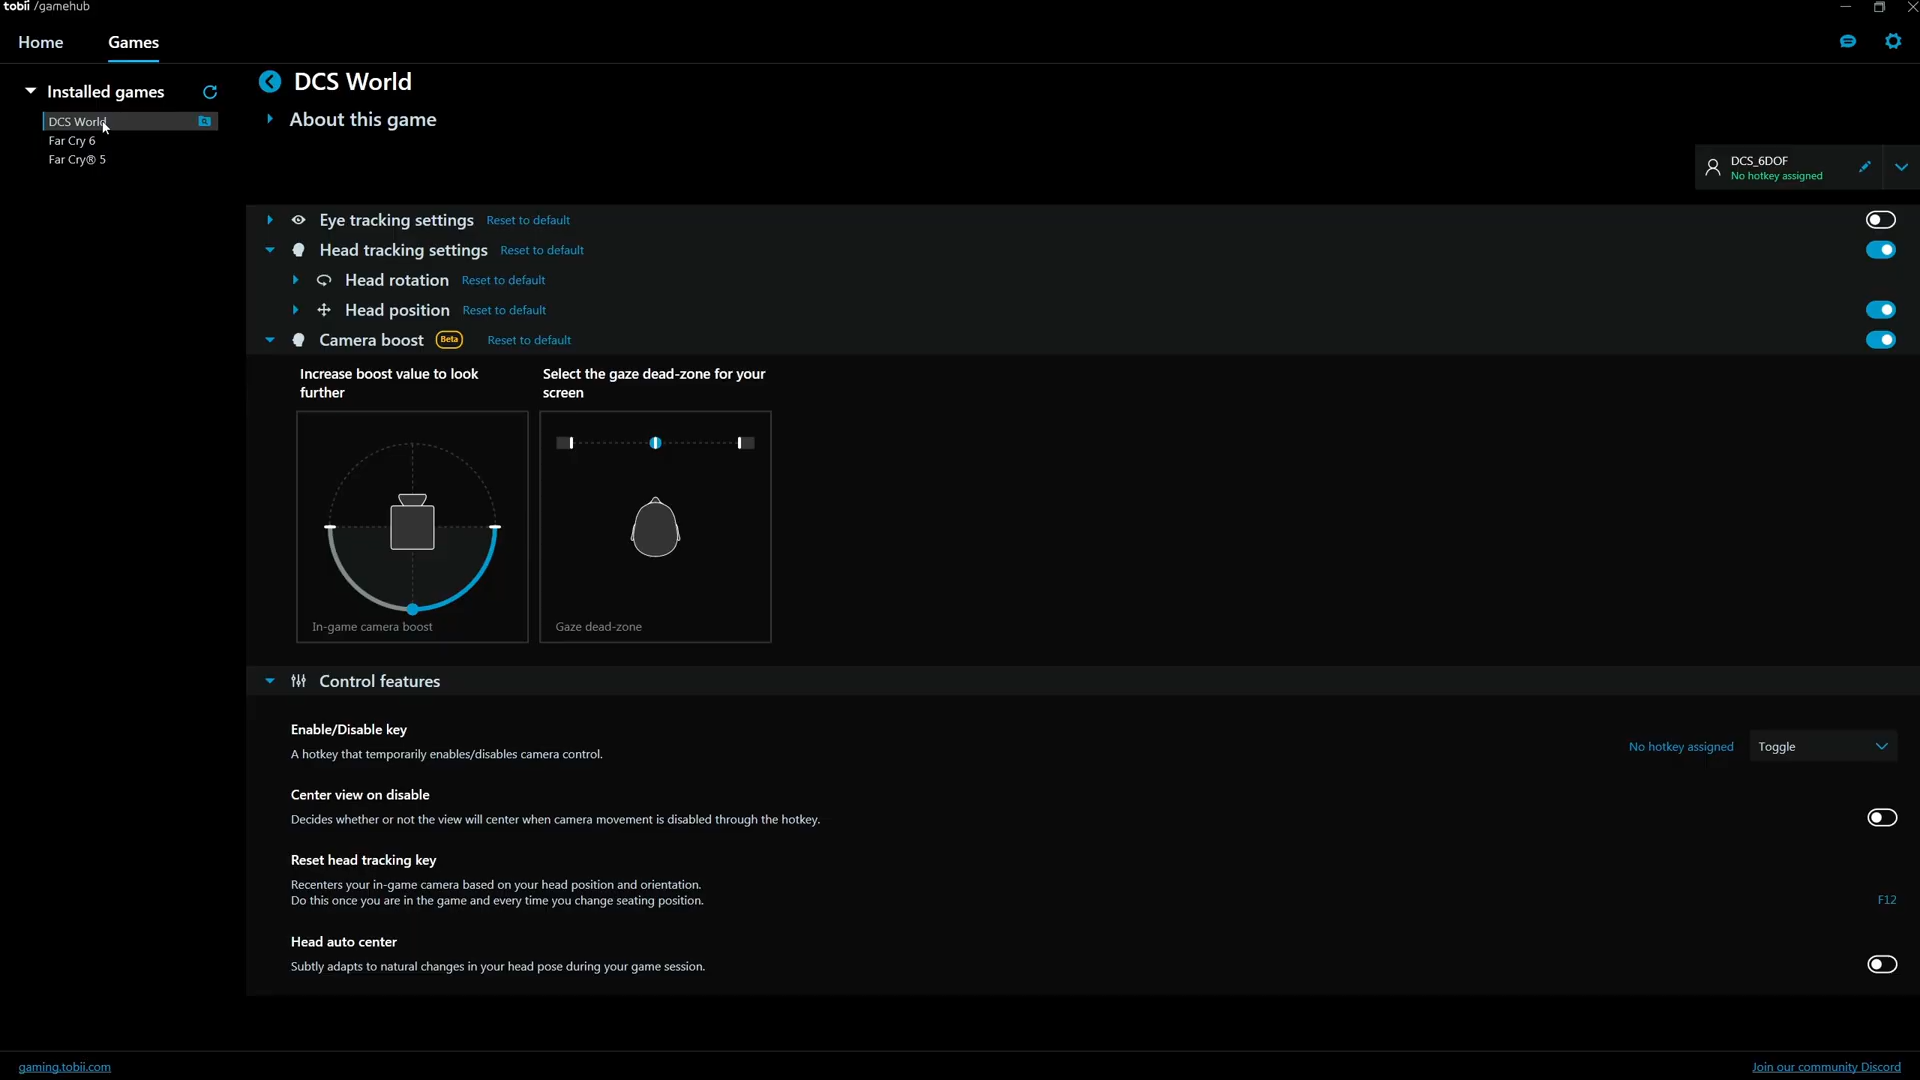 tobii /gamehub
Home
Games
Installed games
DCS World
Far Cry 6
Far Cry® 5
DCS World
About this game
DCS_6DOF
No hotkey assigned
Eye tracking settings Reset to default
Head tracking settings Reset to default
Head rotation Reset to default
Head position Reset to default
Camera boost Beta Reset to default
Increase boost value to look
further
In-game camera boost
Select the gaze dead-zone for your
screen
Gaze dead-zone
Control features
Enable/Disable key
A hotkey that temporarily enables/disables camera control.
No hotkey assigned
Toggle
Center view on disable
Decides whether or not the view will center when camera movement is disabled through the hotkey.
Reset head tracking key
Recenters your in-game camera based on your head position and orientation.
Do this once you are in the game and every time you change seating position.
F12
Head auto center
Subtly adapts to natural changes in your head pose during your game session.
gaming.tobii.com
Join our community Discord